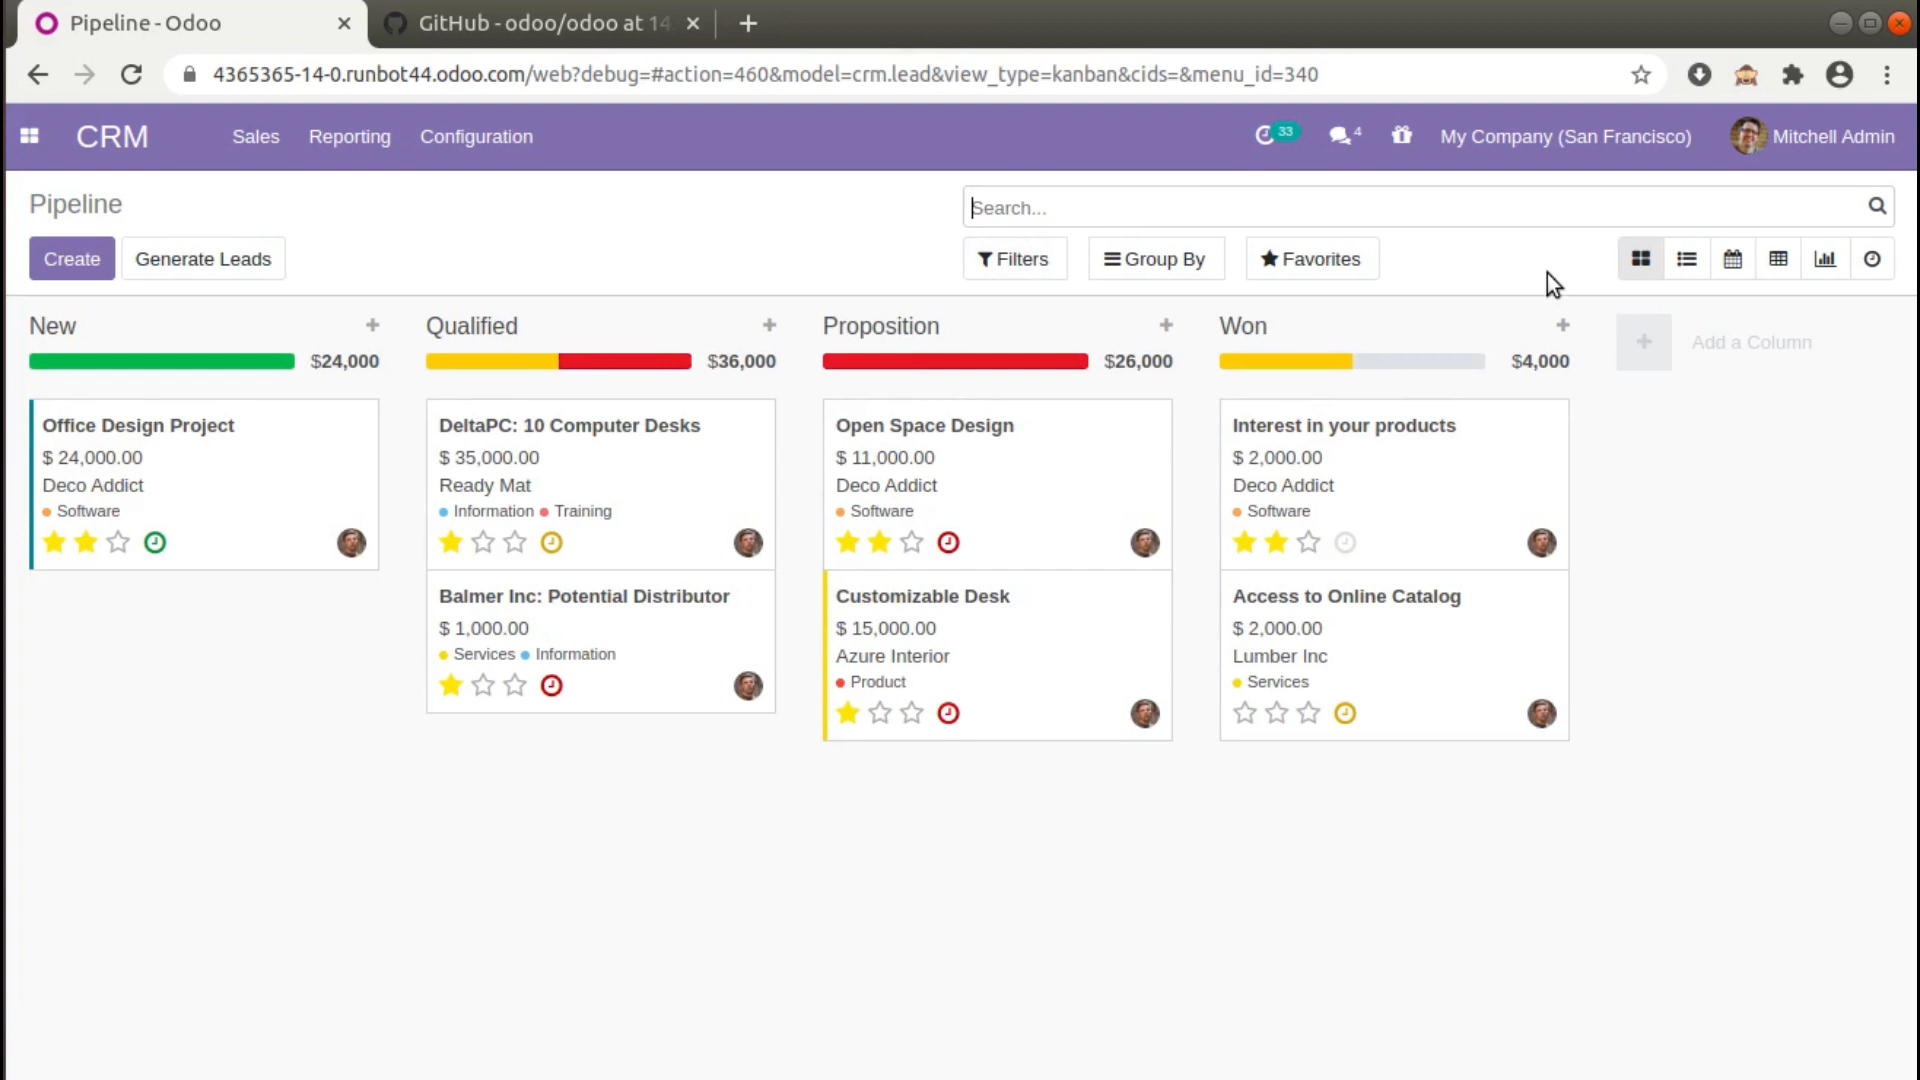 Pipeline - Odoo
GitHub - odoo/odoo at 14
4365365-14-0.runbot44.odoo.com/web?debug=#action=460&model=crm.lead&view_type=kanban&cids=&menu_id=340
CRM Sales Reporting Configuration 33 4 My Company (San Francisco) Mitchell Admin
Pipeline
Search...
Create Generate Leads Filters Group By Favorites
New
$24,000
Office Design Project
$ 24,000.00
Deco Addict
Software
Qualified
$36,000
DeltaPC: 10 Computer Desks
$ 35,000.00
Ready Mat
Information Training
Balmer Inc: Potential Distributor
$ 1,000.00
Services Information
Proposition
$26,000
Open Space Design
$ 11,000.00
Deco Addict
Software
Customizable Desk
$ 15,000.00
Azure Interior
Product
Won
$4,000
Interest in your products
$ 2,000.00
Deco Addict
Software
Access to Online Catalog
$ 2,000.00
Lumber Inc
Services
Add a Column